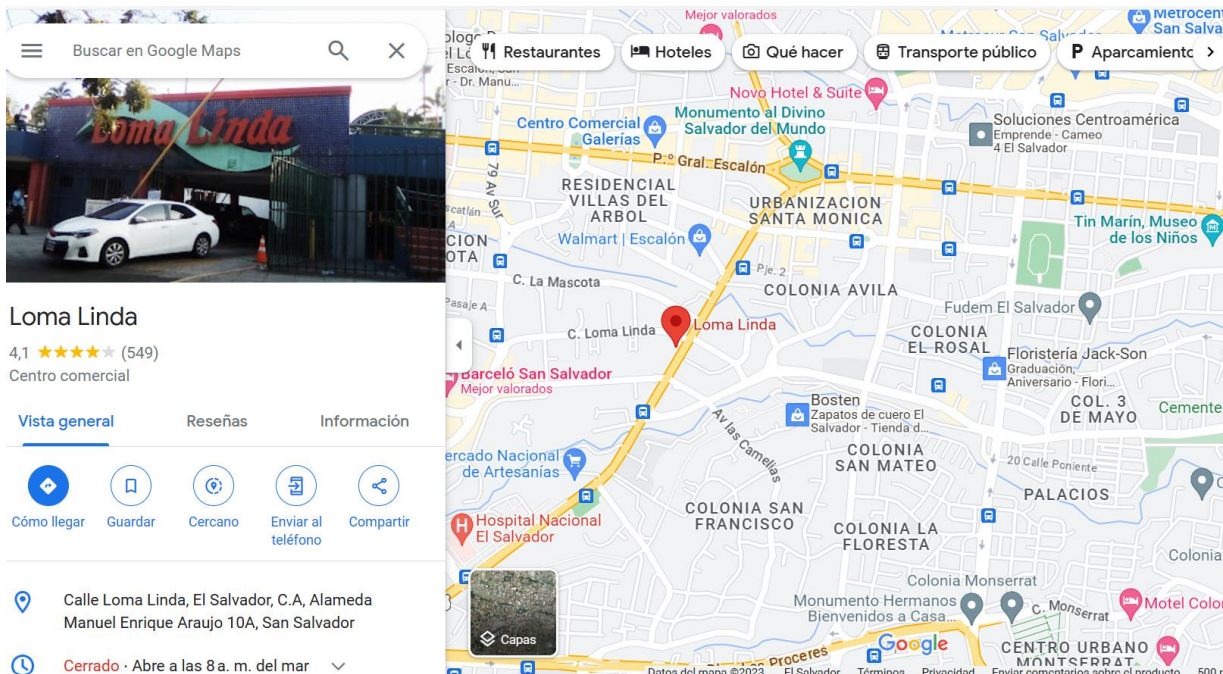 Buscar en Google Maps
Loma Linda
Loma Linda
4,1 (549)
Centro comercial
Vista general
Reseñas
Información
Cómo llegar
Guardar
Cercano
Enviar al
teléfono
Compartir
Calle Loma Linda, El Salvador, C.A, Alameda
Manuel Enrique Araujo 10A, San Salvador
Cerrado · Abre a las 8 a. m. del mar
Restaurantes
Hoteles
Qué hacer
Transporte público
Mejor valorados
Novo Hotel & Suite
Monumento al Divino
Salvador del Mundo
Centro Comercial
Galerías
P.º Gral. Escalón
Soluciones Centroamérica
Emprende - Cameo
4 El Salvador
79 Av Sur
RESIDENCIAL
VILLAS DEL
ARBOL
URBANIZACION
SANTA MONICA
Tin Marín, Museo
de los Niños
Walmart | Escalón
Pje. 2
C. La Mascota
COLONIA AVILA
Pasaje A
Fudem El Salvador
C. Loma Linda
Loma Linda
COLONIA
EL ROSAL
Floristería Jack-Son
Graduación,
Aniversario - Flori...
Barceló San Salvador
Mejor valorados
Bosten
Zapatos de cuero El
Salvador - Tienda d...
COL. 3
DE MAYO
Av las Camelias
COLONIA
SAN MATEO
20 Calle Poniente
de Artesanías
PALACIOS
COLONIA SAN
FRANCISCO
COLONIA LA
FLORESTA
Hospital Nacional
El Salvador
Colonia
Colonia Monserrat
Monumento Hermanos
Bienvenidos a Casa...
C. Monserrat
Capas
Google
CENTRO URBANO
MONTSERRAT
Proceres
Datos del mapa ©2023
El Salvador
Términos
Privacidad
Enviar comentarios sobre el producto